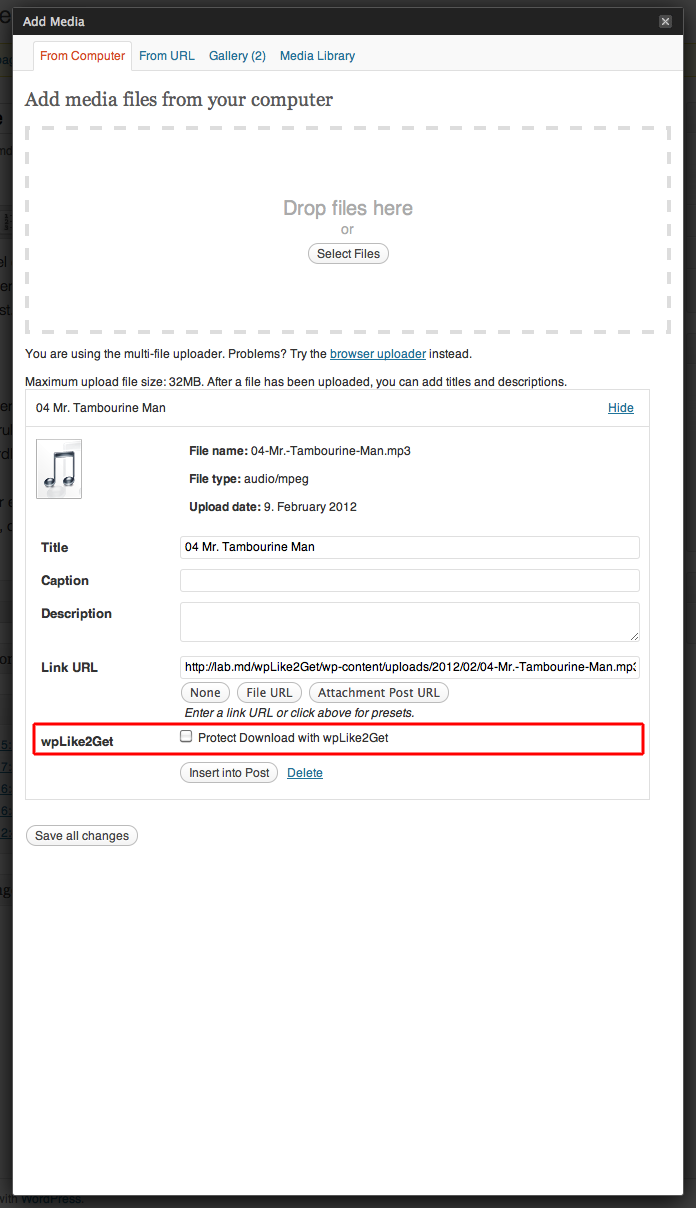 Add Media
From Computer From URL Gallery (2) Media Library
Add media files from your computer
Drop files here
or
Select Files
You are using the multi-file uploader. Problems? Try the browser uploader instead.
Maximum upload file size: 32MB. After a file has been uploaded, you can add titles and descriptions.
04 Mr. Tambourine Man Hide
File name: 04-Mr.-Tambourine-Man.mp3
File type: audio/mpeg
Upload date: 9. February 2012
Title 04 Mr. Tambourine Man
Caption
Description
Link URL http://lab.md/wpLike2Get/wp-content/uploads/2012/02/04-Mr.-Tambourine-Man.mp3
None File URL Attachment Post URL
Enter a link URL or click above for presets.
wpLike2Get Protect Download with wpLike2Get
Insert into Post Delete
Save all changes
with WordPress.